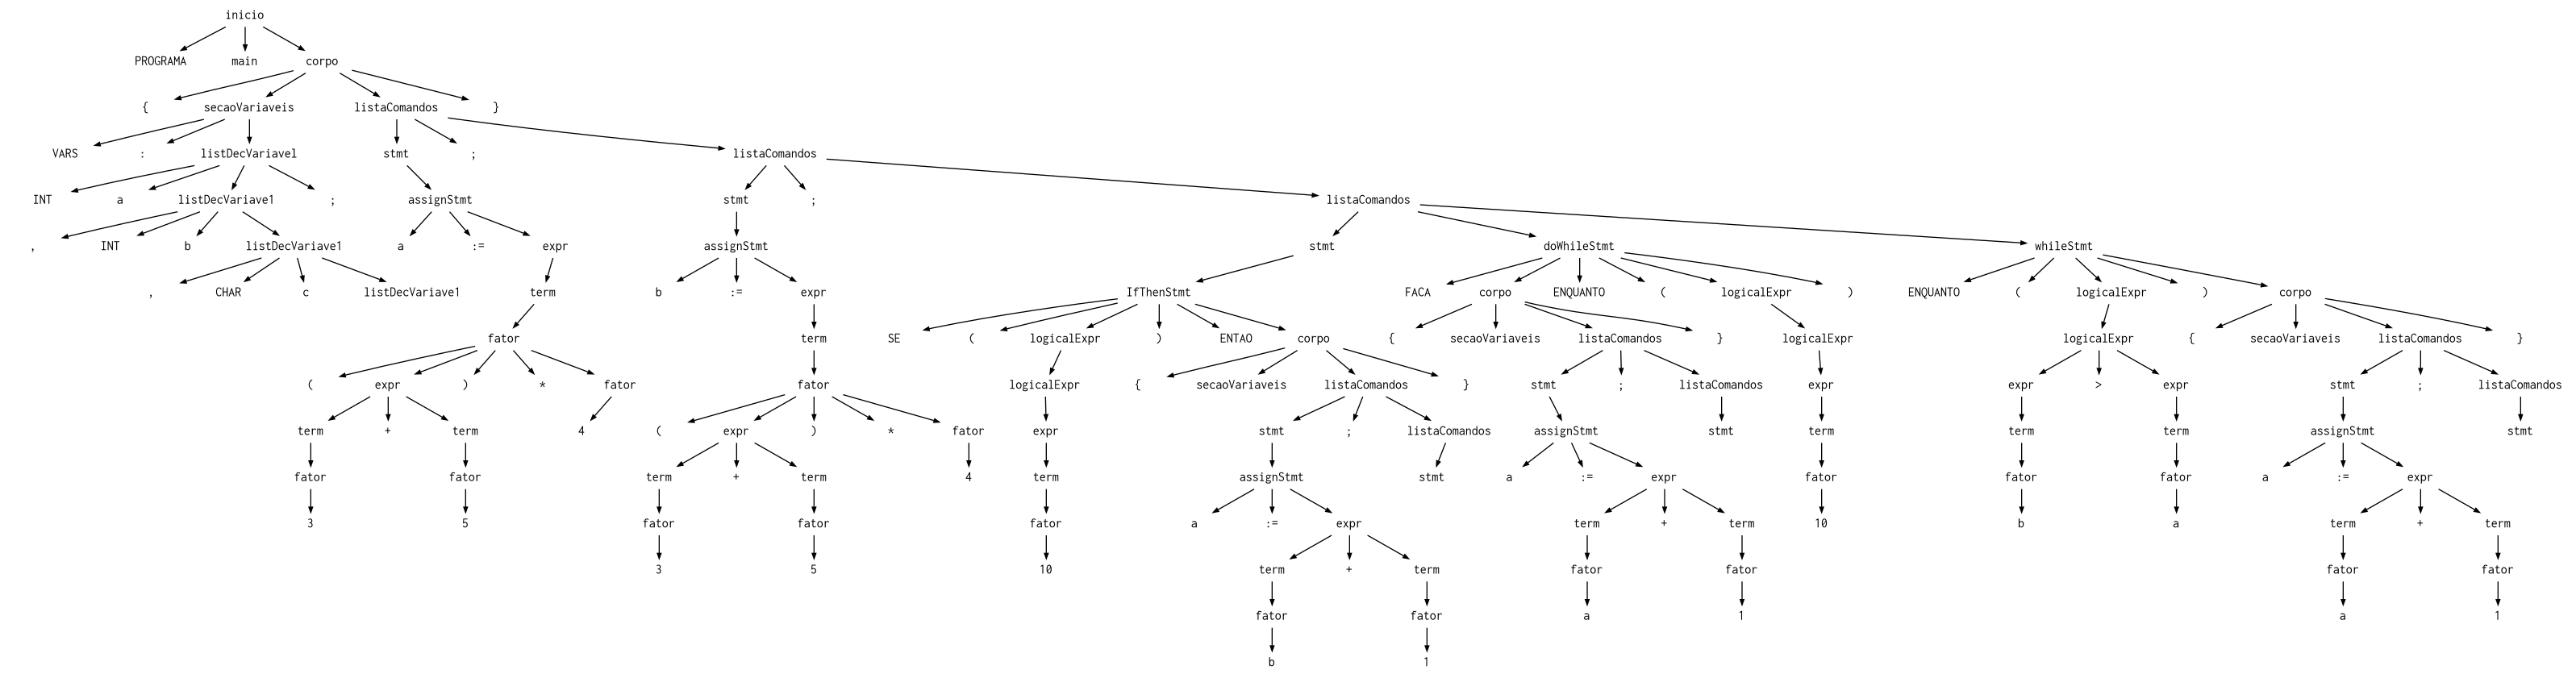 inicio
PROGRAMA main corpo
{ secaoVariaveis listaComandos }
VARS : listDecVariavel stmt ; listaComandos
INT a listDecVariave1 ; assignStmt stmt ; listaComandos
, INT b listDecVariave1 a := expr assignStmt stmt doWhileStmt whileStmt
, CHAR c listDecVariave1 term b := expr IfThenStmt FACA corpo ENQUANTO ( logicalExpr ) ENQUANTO ( logicalExpr ) corpo
fator term SE ( logicalExpr ) ENTAO corpo { secaoVariaveis listaComandos } logicalExpr logicalExpr { secaoVariaveis listaComandos }
( expr ) * fator fator logicalExpr { secaoVariaveis listaComandos } stmt ; listaComandos expr expr > expr stmt ; listaComandos
term + term 4 ( expr ) * fator expr stmt ; listaComandos assignStmt stmt term term term assignStmt stmt
fator fator term + term 4 term assignStmt stmt a := expr fator fator fator a := expr
3 5 fator fator fator a := expr term + term 10 b a term + term
3 5 10 term + term fator fator fator fator
fator fator a 1 a 1
b 1